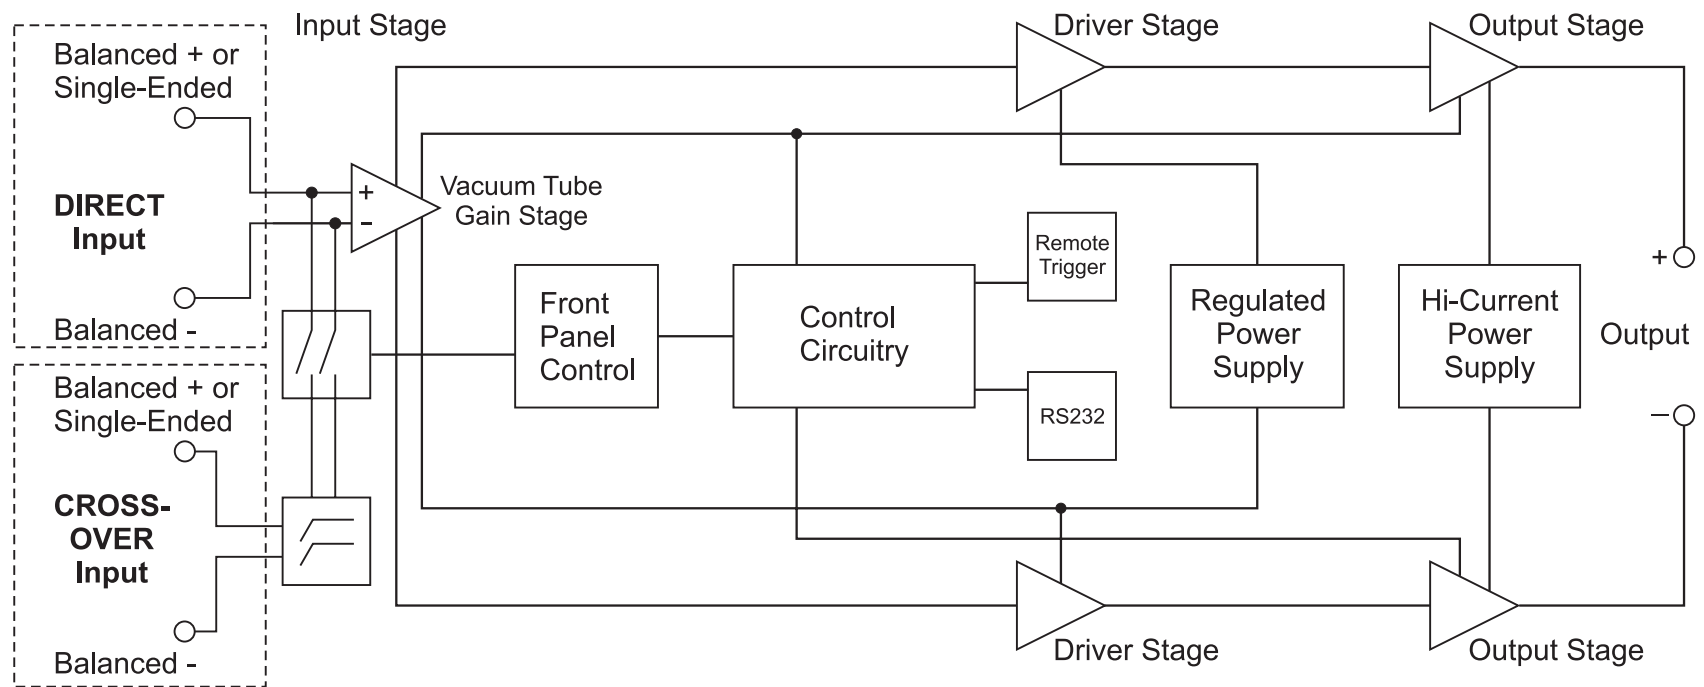 Input Stage
Driver Stage
Output Stage
Balanced + or
Single-Ended
DIRECT
Input
Balanced -
+
-
Vacuum Tube
Gain Stage
Front
Panel
Control
Control
Circuitry
Remote
Trigger
RS232
Regulated
Power
Supply
Hi-Current
Power
Supply
+
Output
–
Balanced + or
Single-Ended
CROSS-
OVER
Input
Balanced -
Driver Stage
Output Stage